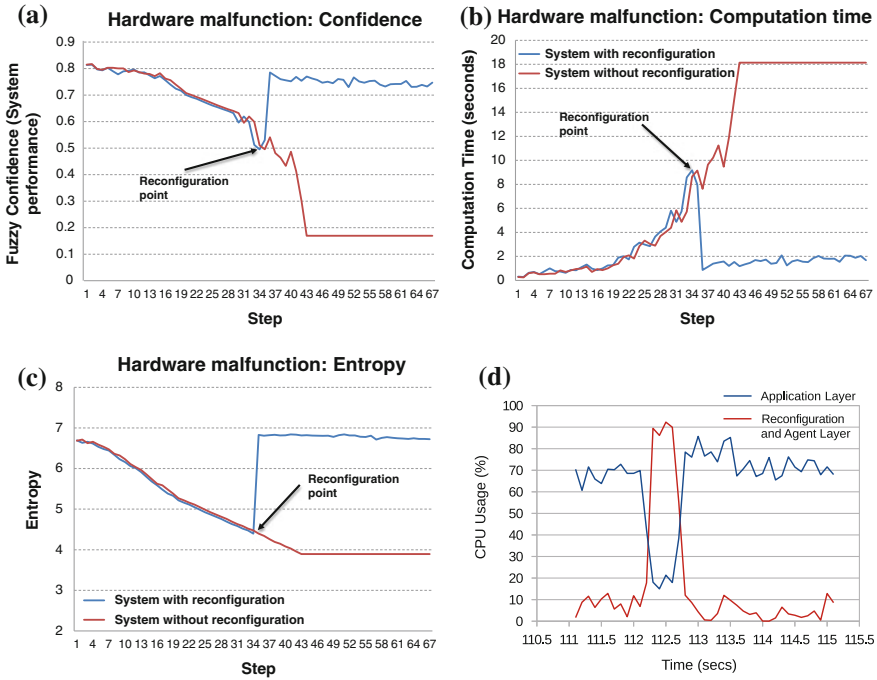 (a)
Hardware malfunction: Confidence
Fuzzy Confidence (System
performance)
0.9
0.8
0.7
0.6
0.5
0.4
0.3
0.2
0.1
0
Reconfiguration
point
1 4 7 10 13 16 19 22 25 28 31 34 37 40 43 46 49 52 55 58 61 64 67
Step
(b)
Hardware malfunction: Computation time
Computation Time (seconds)
20
18
16
14
12
10
8
6
4
2
0
System with reconfiguration
System without reconfiguration
Reconfiguration
point
1 4 7 10 13 16 19 22 25 28 31 34 37 40 43 46 49 52 55 58 61 64 67
Step
(c)
Hardware malfunction: Entropy
Entropy
8
7
6
5
4
3
2
Reconfiguration
point
System with reconfiguration
System without reconfiguration
1 4 7 10 13 16 19 22 25 28 31 34 37 40 43 46 49 52 55 58 61 64 67
Step
(d)
Application Layer
Reconfiguration
and Agent Layer
CPU Usage (%)
100
90
80
70
60
50
40
30
20
10
0
110.5 111 111.5 112 112.5 113 113.5 114 114.5 115 115.5
Time (secs)